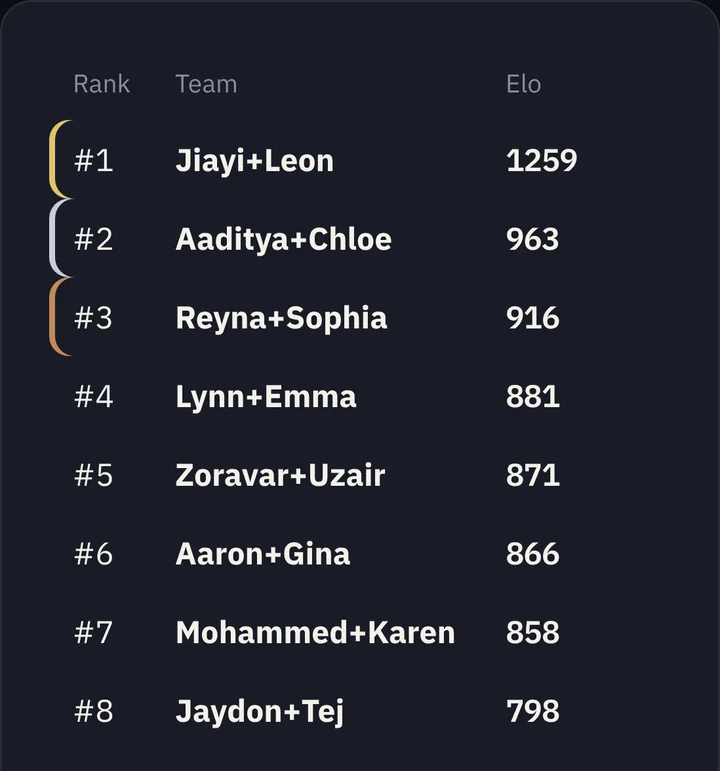 Rank Team Elo
#1 Jiayi+Leon 1259
#2 Aaditya+Chloe 963
#3 Reyna+Sophia 916
#4 Lynn+Emma 881
#5 Zoravar+Uzair 871
#6 Aaron+Gina 866
#7 Mohammed+Karen 858
#8 Jaydon+Tej 798